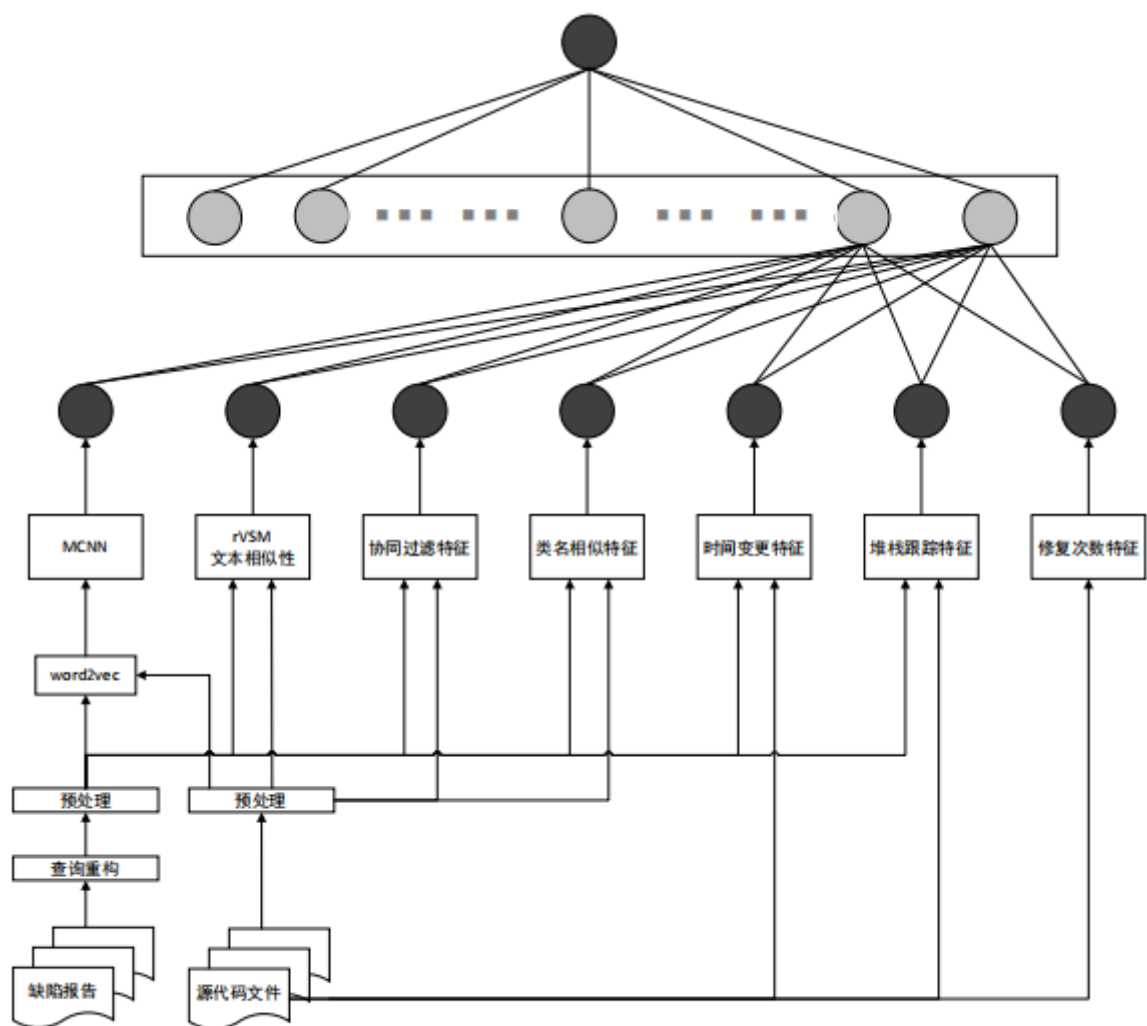 MCNN
rVSM
文本相似性
协同过滤特征
类名相似特征
时间变更特征
堆栈跟踪特征
修复次数特征
word2vec
预处理
预处理
查询重构
缺陷报告
源代码文件